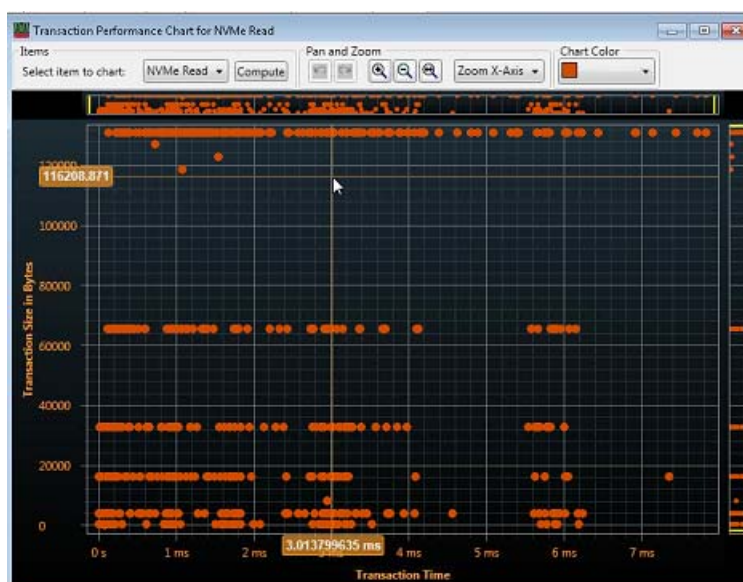 Transaction Performance Chart for NVMe Read
Items
Pan and Zoom
Chart Color
Select item to chart:
NVMe Read
Compute
Zoom X-Axis
120000
116208.871
100000
80000
60000
40000
20000
0
Transaction Size in Bytes
0 s
1 ms
2 ms
3.013799635 ms
4 ms
5 ms
6 ms
7 ms
Transaction Time